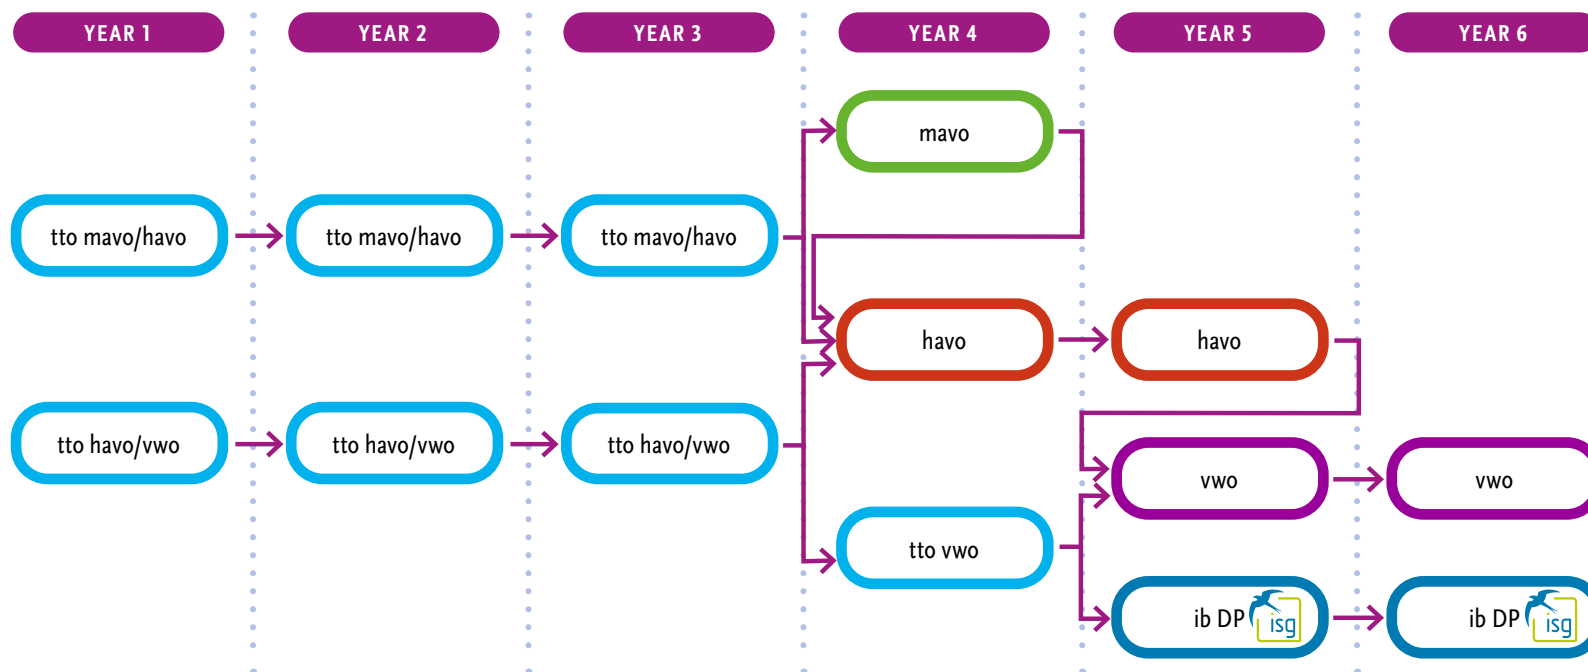 YEAR 1
YEAR 2
YEAR 3
YEAR 4
YEAR 5
YEAR 6
mavo
tto mavo/havo
tto mavo/havo
tto mavo/havo
havo
havo
tto havo/vwo
tto havo/vwo
tto havo/vwo
vwo
vwo
tto vwo
ib DP isg
ib DP isg